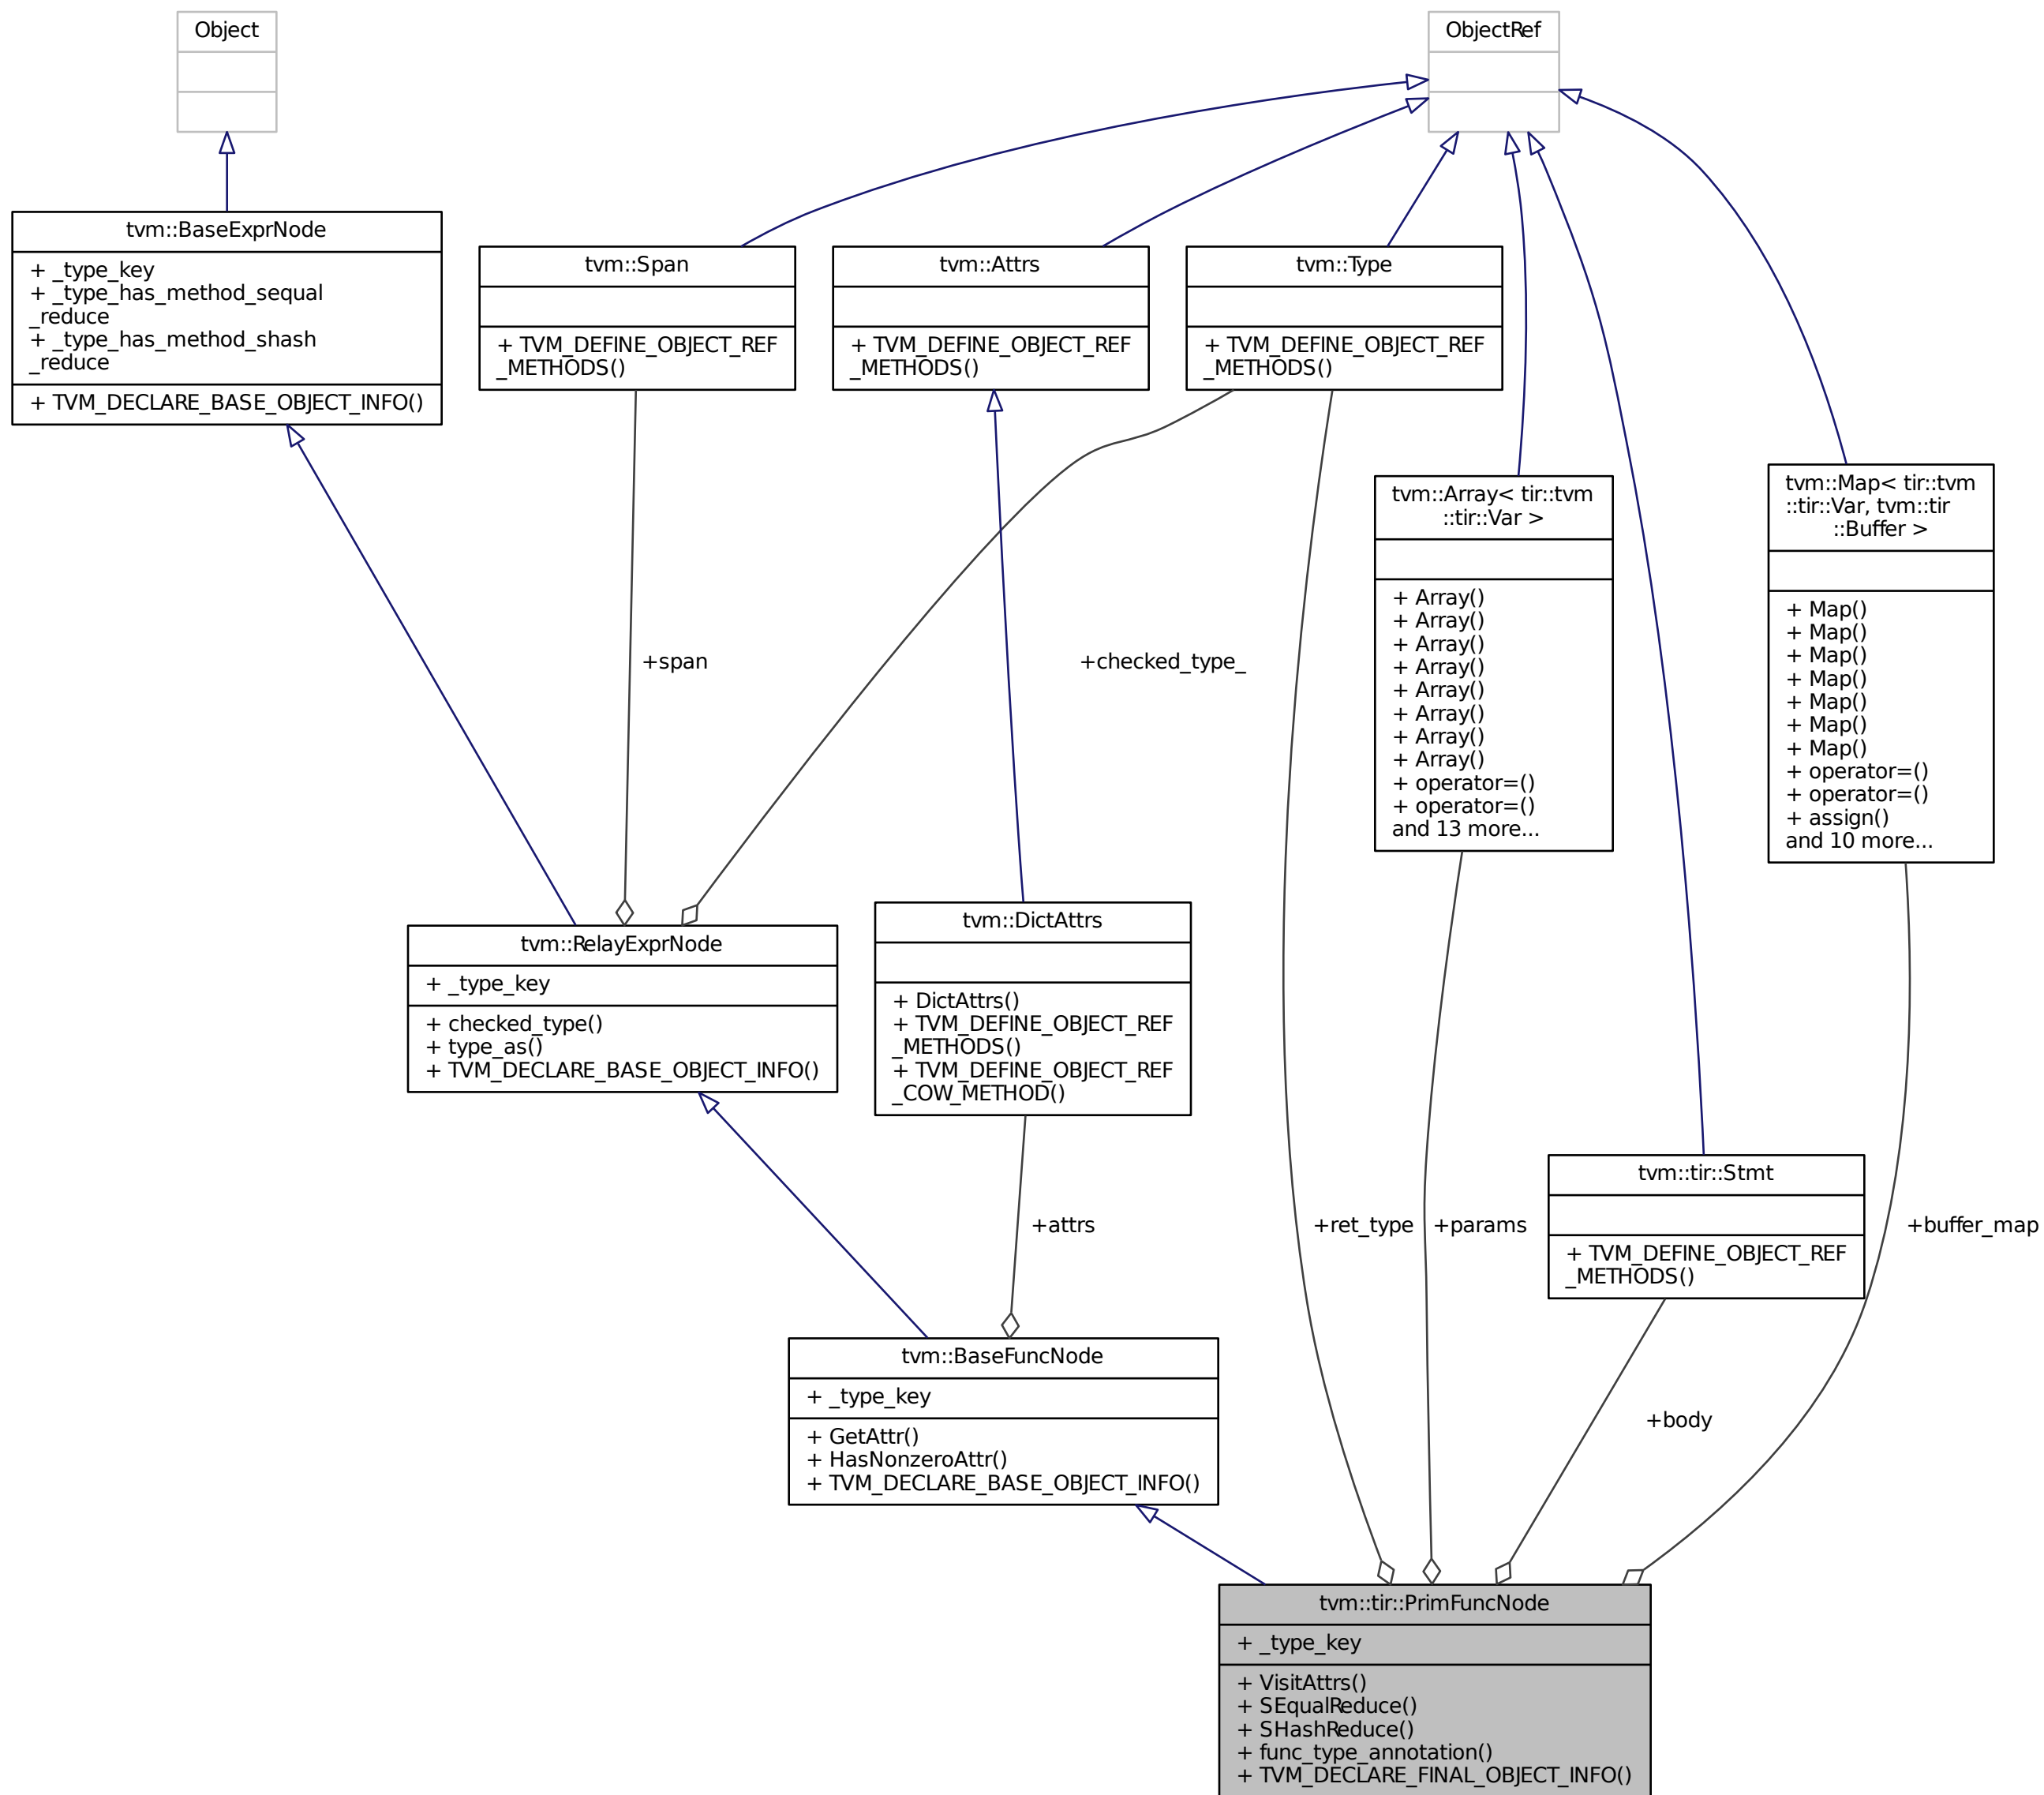 Object
ObjectRef
tvm::BaseExprNode
+ _type_key
+ _type_has_method_sequal
_reduce
+ _type_has_method_shash
_reduce
+ TVM_DECLARE_BASE_OBJECT_INFO()
tvm::Span
+ TVM_DEFINE_OBJECT_REF
_METHODS()
tvm::Attrs
+ TVM_DEFINE_OBJECT_REF
_METHODS()
tvm::Type
+ TVM_DEFINE_OBJECT_REF
_METHODS()
tvm::Array< tir::tvm
::tir::Var >
+ Array()
+ Array()
+ Array()
+ Array()
+ Array()
+ Array()
+ Array()
+ Array()
+ operator=()
+ operator=()
and 13 more...
tvm::Map< tir::tvm
::tir::Var, tvm::tir
::Buffer >
+ Map()
+ Map()
+ Map()
+ Map()
+ Map()
+ Map()
+ Map()
+ operator=()
+ operator=()
+ assign()
and 10 more...
+span
+checked_type_
tvm::RelayExprNode
+ _type_key
+ checked_type()
+ type_as()
+ TVM_DECLARE_BASE_OBJECT_INFO()
tvm::DictAttrs
+ DictAttrs()
+ TVM_DEFINE_OBJECT_REF
_METHODS()
+ TVM_DEFINE_OBJECT_REF
_COW_METHOD()
tvm::tir::Stmt
+ TVM_DEFINE_OBJECT_REF
_METHODS()
+attrs
+ret_type
+params
+buffer_map
tvm::BaseFuncNode
+ _type_key
+ GetAttr()
+ HasNonzeroAttr()
+ TVM_DECLARE_BASE_OBJECT_INFO()
+body
tvm::tir::PrimFuncNode
+ _type_key
+ VisitAttrs()
+ SEqualReduce()
+ SHashReduce()
+ func_type_annotation()
+ TVM_DECLARE_FINAL_OBJECT_INFO()